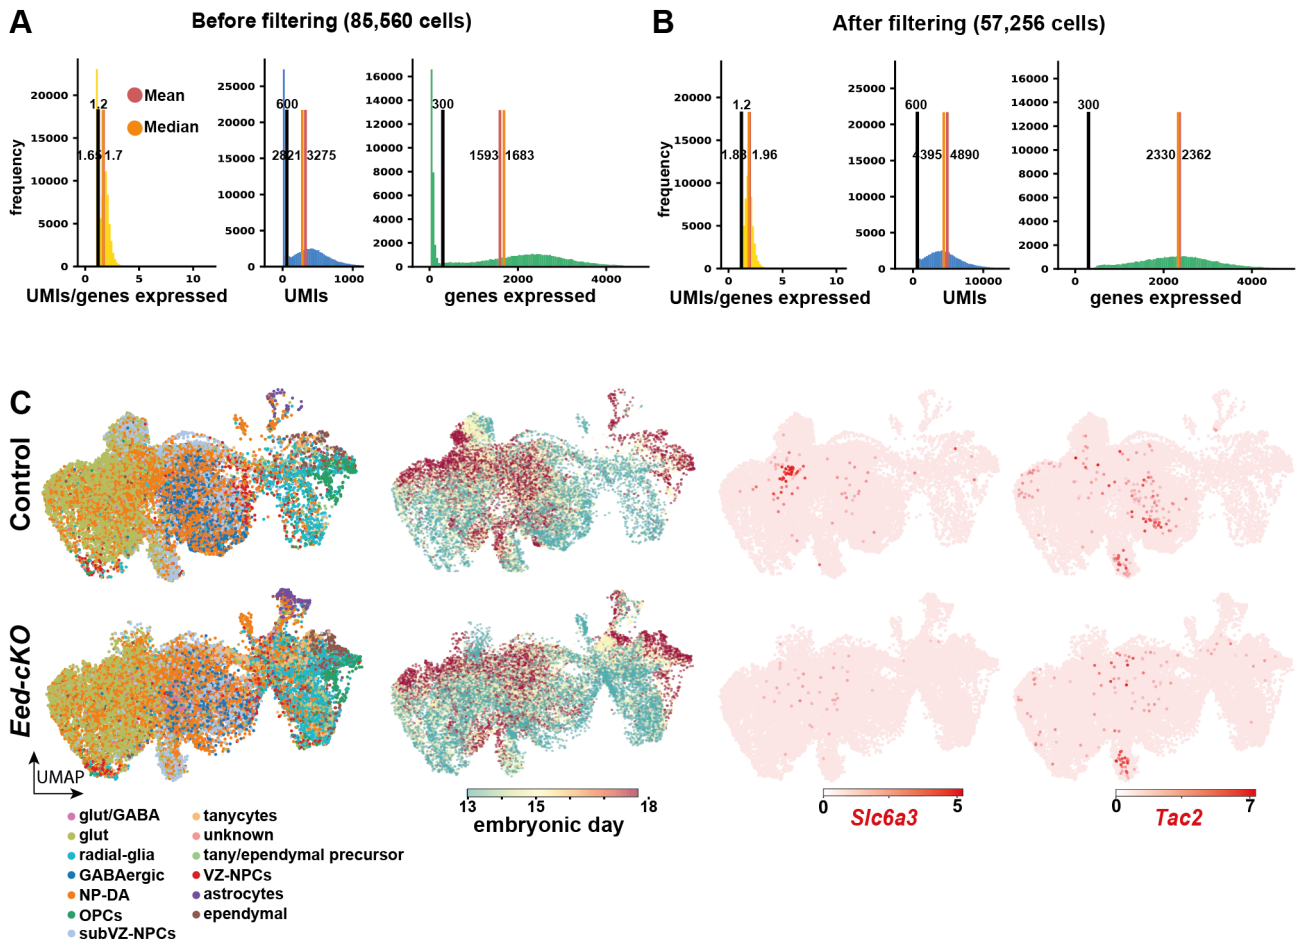 A
Before filtering (85,560 cells)
B
After filtering (57,256 cells)
frequency
20000
15000
10000
5000
0
1.2
Mean
Median
1.65
1.7
0
5
10
UMIs/genes expressed
25000
20000
15000
10000
5000
0
600
2821
3275
0
1000
UMIs
16000
14000
12000
10000
8000
6000
4000
2000
0
300
1593
1683
0
2000
4000
genes expressed
frequency
20000
15000
10000
5000
0
1.2
1.96
0
5
10
UMIs/genes expressed
25000
20000
15000
10000
5000
0
600
4395
4890
0
10000
UMIs
16000
14000
12000
10000
8000
6000
4000
2000
0
300
2330
2362
0
2000
4000
genes expressed
C
Control
Eed-cKO
UMAP
glut/GABA
glut
radial-glia
GABAergic
NP-DA
OPCs
subVZ-NPCs
tanycytes
unknown
tany/ependymal precursor
VZ-NPCs
astrocytes
ependymal
13
15
18
embryonic day
0
5
Slc6a3
0
7
Tac2